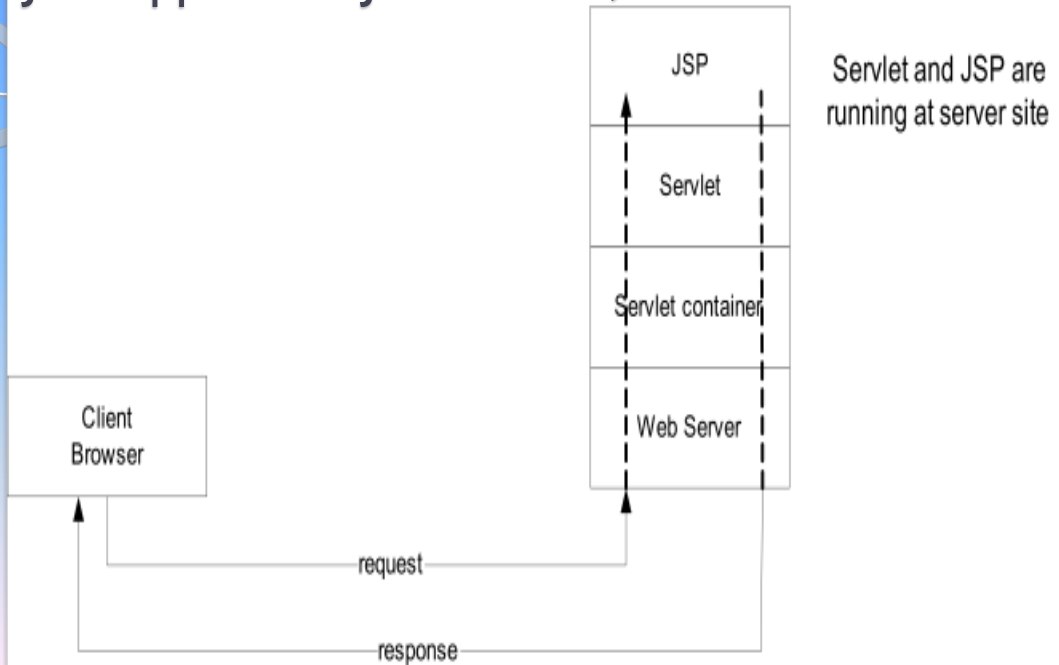 JSP
Servlet and JSP are
running at server site
Servlet
Servlet container
Web Server
Client
Browser
request
response